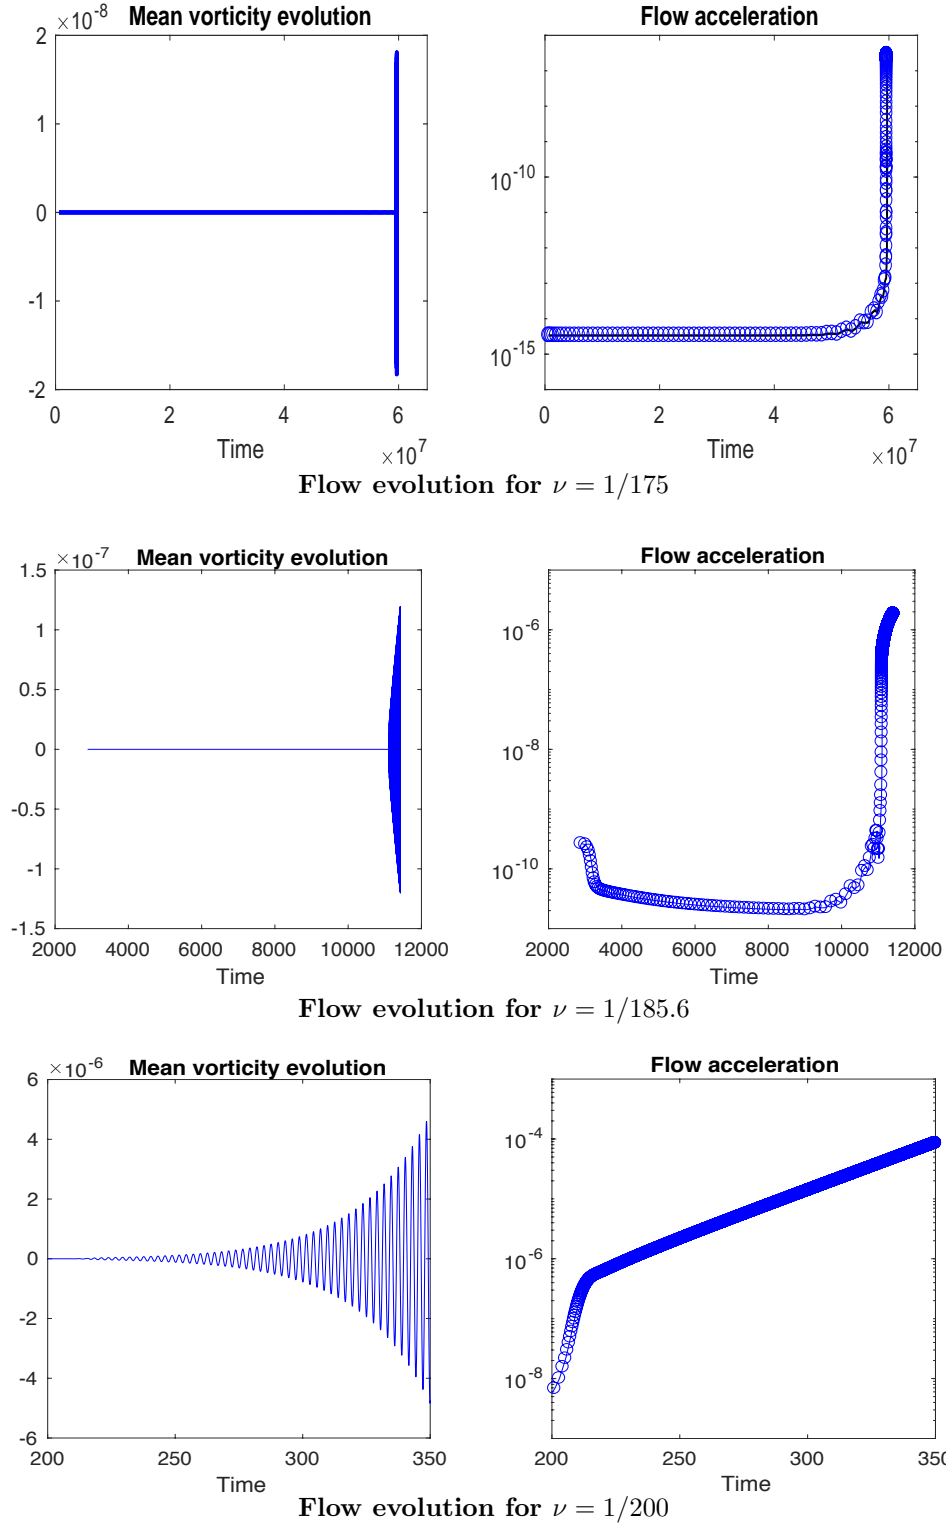 Mean vorticity evolution
×10-8
2
1
0
-1
-2
0 2 4 6
Time
×107
Flow acceleration
10-10
10-15
0 2 4 6
Time
×107
Flow evolution for ν = 1/175
Mean vorticity evolution
×10-7
1.5
1
0.5
0
-0.5
-1
-1.5
2000 4000 6000 8000 10000 12000
Time
Flow acceleration
10-6
10-8
10-10
2000 4000 6000 8000 10000 12000
Time
Flow evolution for ν = 1/185.6
Mean vorticity evolution
×10-6
6
4
2
0
-2
-4
-6
200 250 300 350
Time
Flow acceleration
10-4
10-6
10-8
200 250 300 350
Time
Flow evolution for ν = 1/200